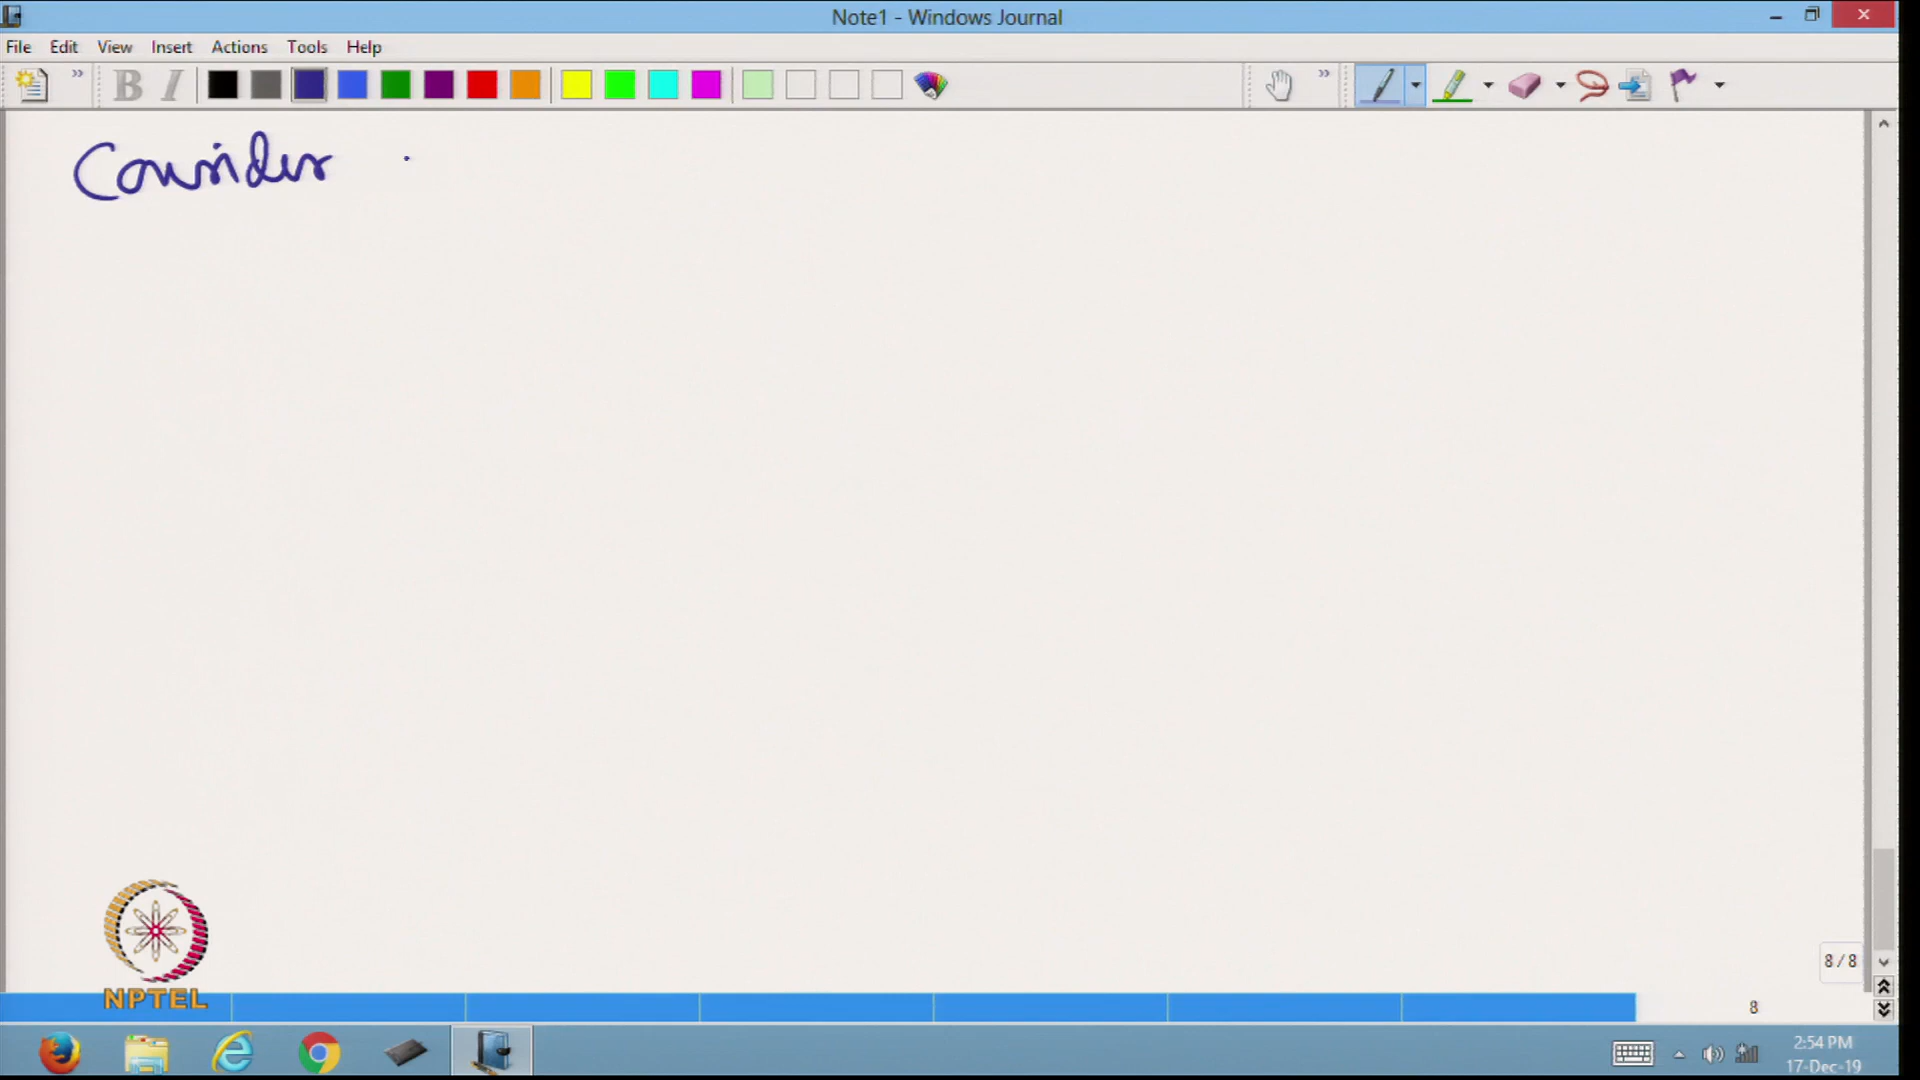 Note1 - Windows Journal
File Edit View Insert Actions Tools Help
B I
Consider
8 / 8
NPTEL
8
2:54 PM
17-Dec-19